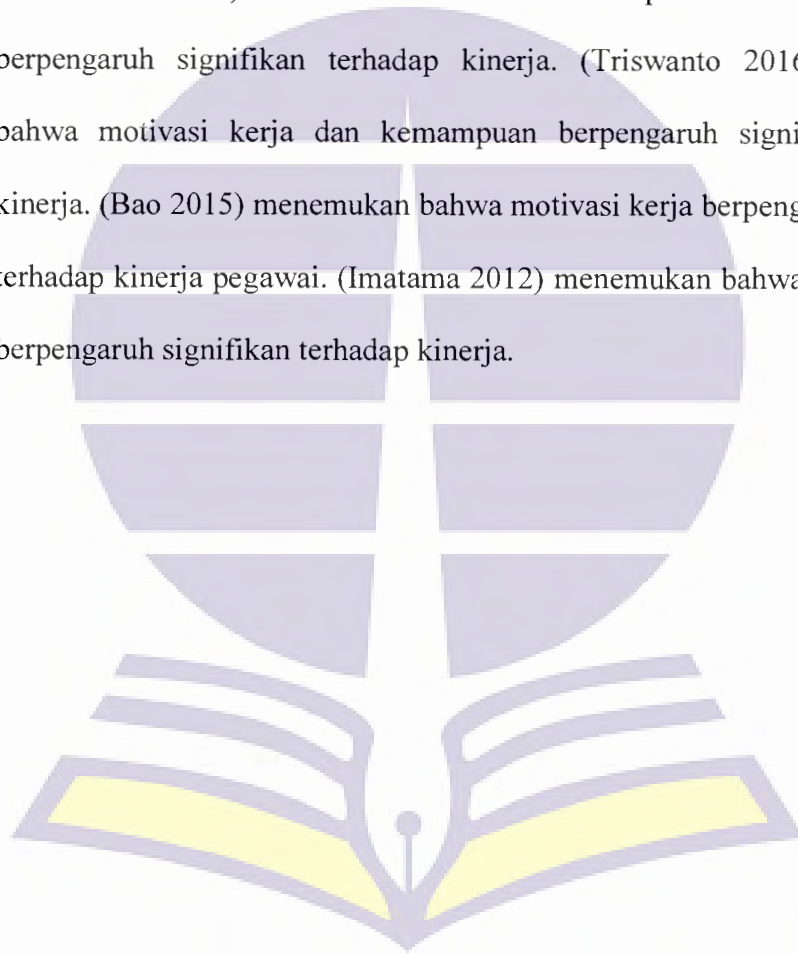 berpengaruh signifikan terhadap kinerja. (Triswanto 2016
bahwa motivasi kerja dan kemampuan berpengaruh signi
kinerja. (Bao 2015) menemukan bahwa motivasi kerja berpeng
terhadap kinerja pegawai. (Imatama 2012) menemukan bahwa
berpengaruh signifikan terhadap kinerja.